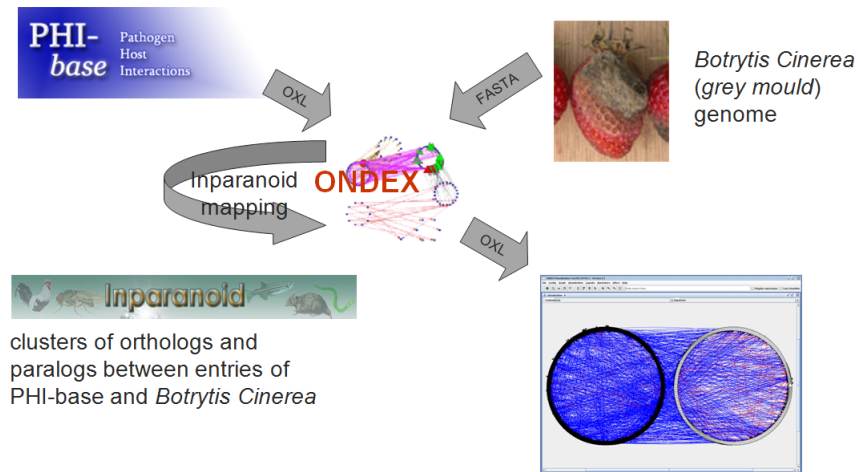 PHI-
base
Pathogen
Host
Interactions
OXL
FASTA
Botrytis Cinerea
(grey mould)
genome
Inparanoid
mapping
ONDEX
OXL
Inparanoid
clusters of orthologs and
paralogs between entries of
PHI-base and Botrytis Cinerea